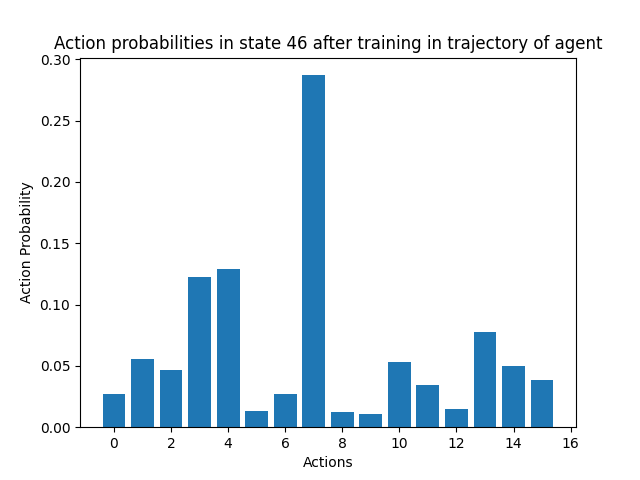 Action probabilities in state 46 after training in trajectory of agent
0.30
0.25
0.20
0.15
0.10
0.05
0.00
Action Probability
0 2 4 6 8 10 12 14 16
Actions